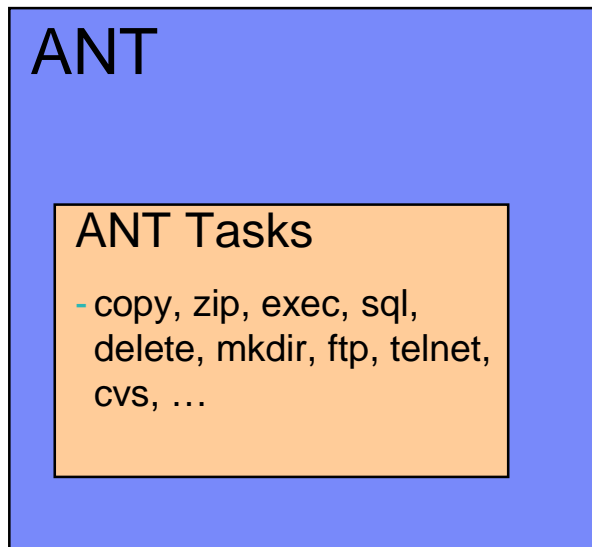 ANT
ANT Tasks
- copy, zip, exec, sql,
delete, mkdir, ftp, telnet,
cvs, …